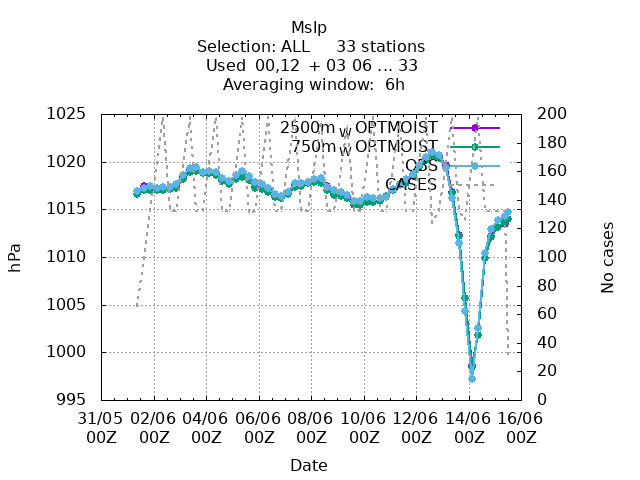 Mslp
Selection: ALL 33 stations
Used 00,12 + 03 06 ... 33
Averaging window: 6h
1025
1020
1015
1010
1005
1000
995
hPa
200
180
160
140
120
100
80
60
40
20
0
No cases
2500m W OPTMOIST
750m W OPTMOIST
OBS
CASES
31/05 02/06 04/06 06/06 08/06 10/06 12/06 14/06 16/06
00Z 00Z 00Z 00Z 00Z 00Z 00Z 00Z 00Z
Date